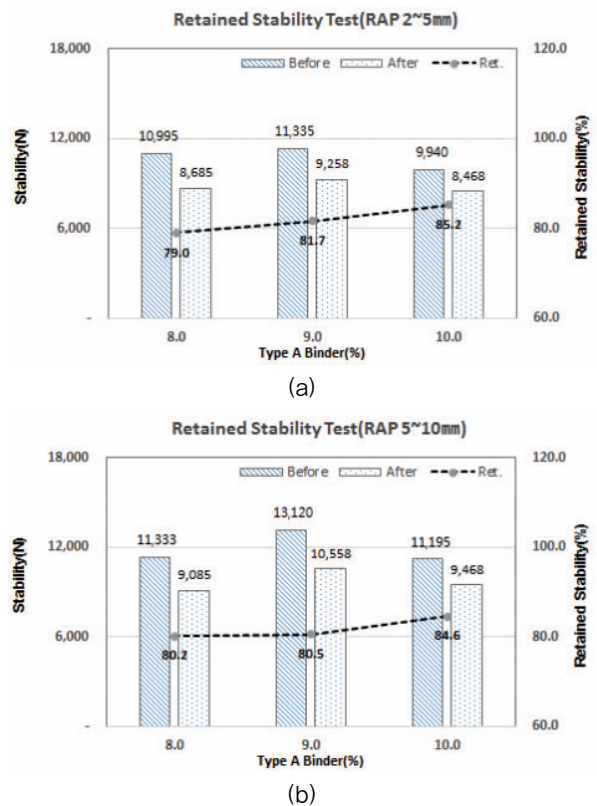 Retained Stability Test(RAP 2~5㎜)
18,000
12,000
6,000
-
Stability(N)
120.0
100.0
80.0
60.0
Retained Stability(%)
Before
After
Ret.
10,995
8,685
11,335
9,258
9,940
8,468
79.0
81.7
85.2
8.0
9.0
10.0
Type A Binder(%)
(a)
Retained Stability Test(RAP 5~10㎜)
18,000
12,000
6,000
-
Stability(N)
120.0
100.0
80.0
60.0
Retained Stability(%)
Before
After
Ret.
11,333
9,085
13,120
10,558
11,195
9,468
80.2
80.5
84.6
8.0
9.0
10.0
Type A Binder(%)
(b)